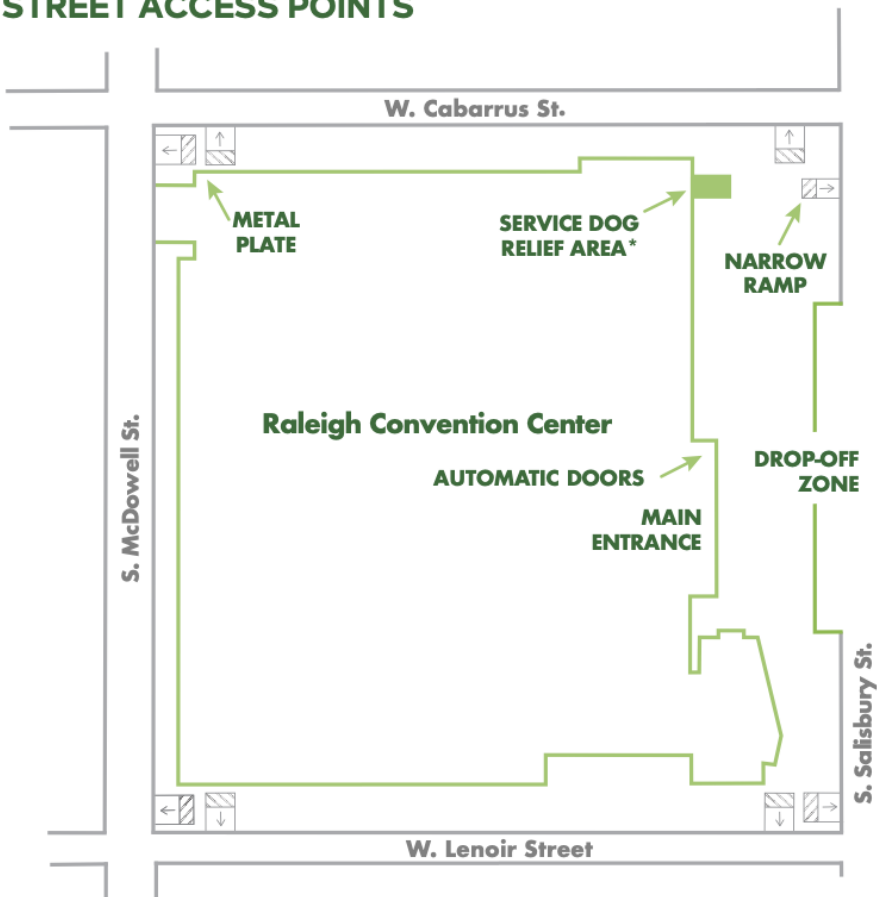 STREET ACCESS POINTS
W. Cabarrus St.
METAL
PLATE
SERVICE DOG
RELIEF AREA*
NARROW
RAMP
S. McDowell St.
Raleigh Convention Center
AUTOMATIC DOORS
DROP-OFF
ZONE
MAIN
ENTRANCE
S. Salisbury St.
W. Lenoir Street